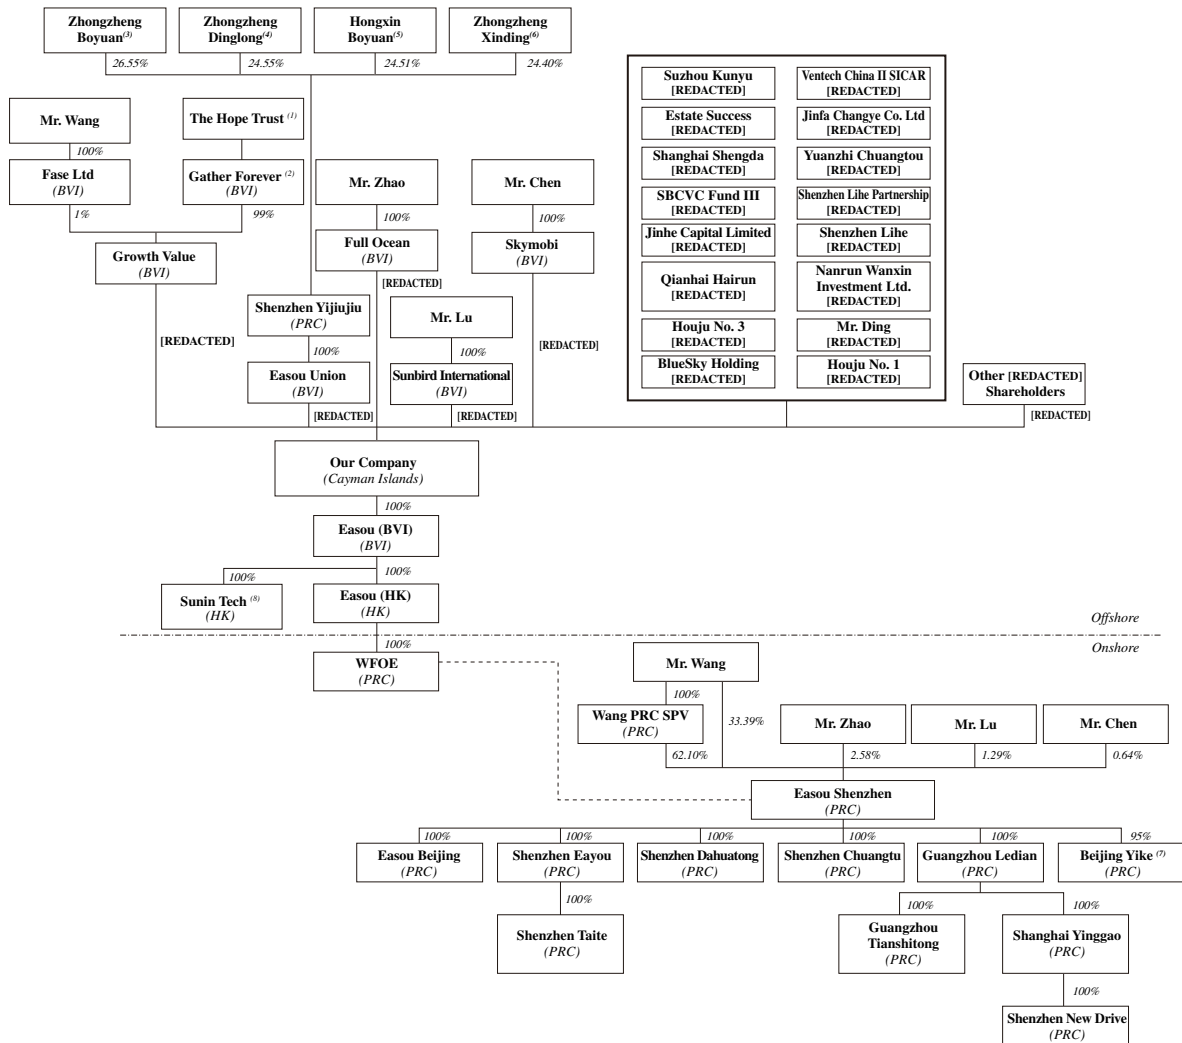 Zhongzheng
Boyuan(3)
Zhongzheng
Dinglong(4)
Hongxin
Boyuan(5)
Zhongzheng
Xinding(6)
26.55%
24.55%
24.51%
24.40%
Mr. Wang
100%
Fase Ltd
(BVI)
1%
The Hope Trust (1)
Gather Forever (2)
(BVI)
99%
Growth Value
(BVI)
[REDACTED]
Shenzhen Yijiujiu
(PRC)
100%
Easou Union
(BVI)
[REDACTED]
Mr. Zhao
100%
Full Ocean
(BVI)
[REDACTED]
Mr. Lu
100%
Sunbird International
(BVI)
[REDACTED]
Mr. Chen
100%
Skymobi
(BVI)
[REDACTED]
Suzhou Kunyu
[REDACTED]
Ventech China II SICAR
[REDACTED]
Estate Success
[REDACTED]
Jinfa Changye Co. Ltd
[REDACTED]
Shanghai Shengda
[REDACTED]
Yuanzhi Chuangtou
[REDACTED]
SBCVC Fund III
[REDACTED]
Shenzhen Lihe Partnership
[REDACTED]
Jinhe Capital Limited
[REDACTED]
Shenzhen Lihe
[REDACTED]
Qianhai Hairun
[REDACTED]
Nanrun Wanxin
Investment Ltd.
[REDACTED]
Houju No. 3
[REDACTED]
Mr. Ding
[REDACTED]
BlueSky Holding
[REDACTED]
Houju No. 1
[REDACTED]
Other [REDACTED]
Shareholders
[REDACTED]
Our Company
(Cayman Islands)
100%
Easou (BVI)
(BVI)
100%
100%
Sunin Tech (8)
(HK)
Easou (HK)
(HK)
Offshore
Onshore
100%
WFOE
(PRC)
Mr. Wang
100%
33.39%
Wang PRC SPV
(PRC)
62.10%
Mr. Zhao
2.58%
Mr. Lu
1.29%
Mr. Chen
0.64%
Easou Shenzhen
(PRC)
100%
100%
100%
100%
100%
95%
Easou Beijing
(PRC)
Shenzhen Eayou
(PRC)
Shenzhen Dahuatong
(PRC)
Shenzhen Chuangtu
(PRC)
Guangzhou Ledian
(PRC)
Beijing Yike (7)
(PRC)
100%
100%
100%
Shenzhen Taite
(PRC)
Guangzhou
Tianshitong
(PRC)
Shanghai Yinggao
(PRC)
100%
Shenzhen New Drive
(PRC)